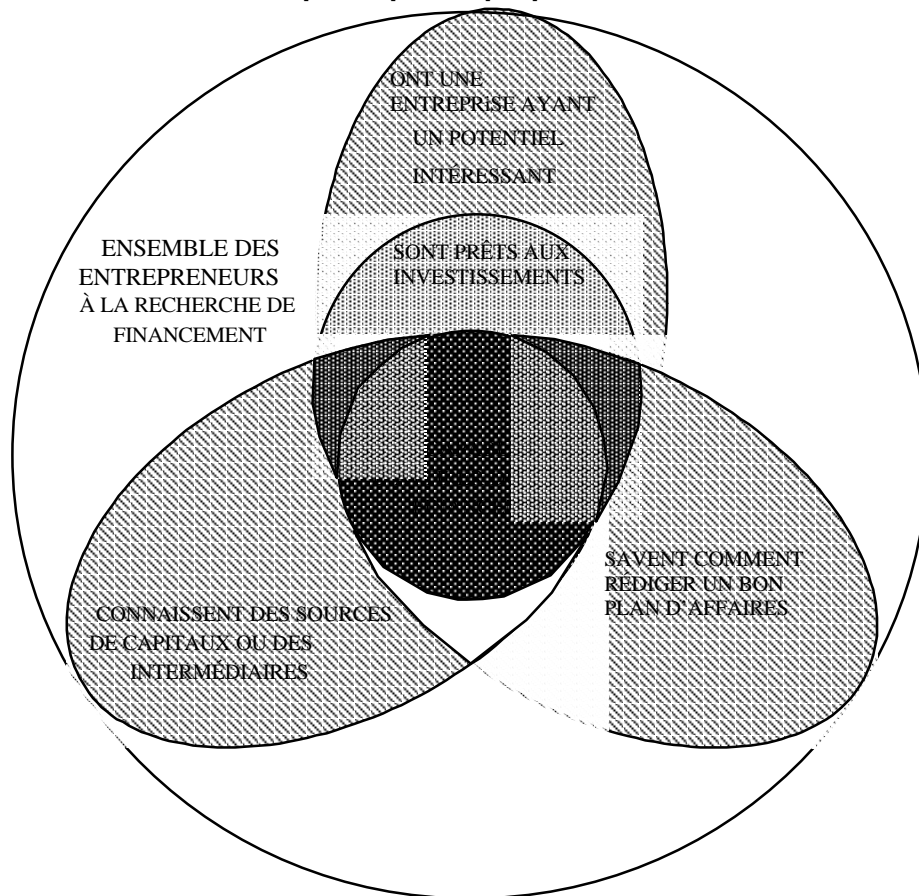 ONT UNE
ENTREPRiSE AYANT
UN POTENTIEL
INTÉRESSANT
ENSEMBLE DES
ENTREPRENEURS
À LA RECHERCHE DE
FINANCEMENT
SONT PRÊTS AUX
INVESTISSEMENTS
SAVENT COMMENT
RÉDIGER UN BON
PLAN D'AFFAIRES
CONNAISSENT DES SOURCES
DE CAPITAUX OU DES
INTERMÉDIAIRES